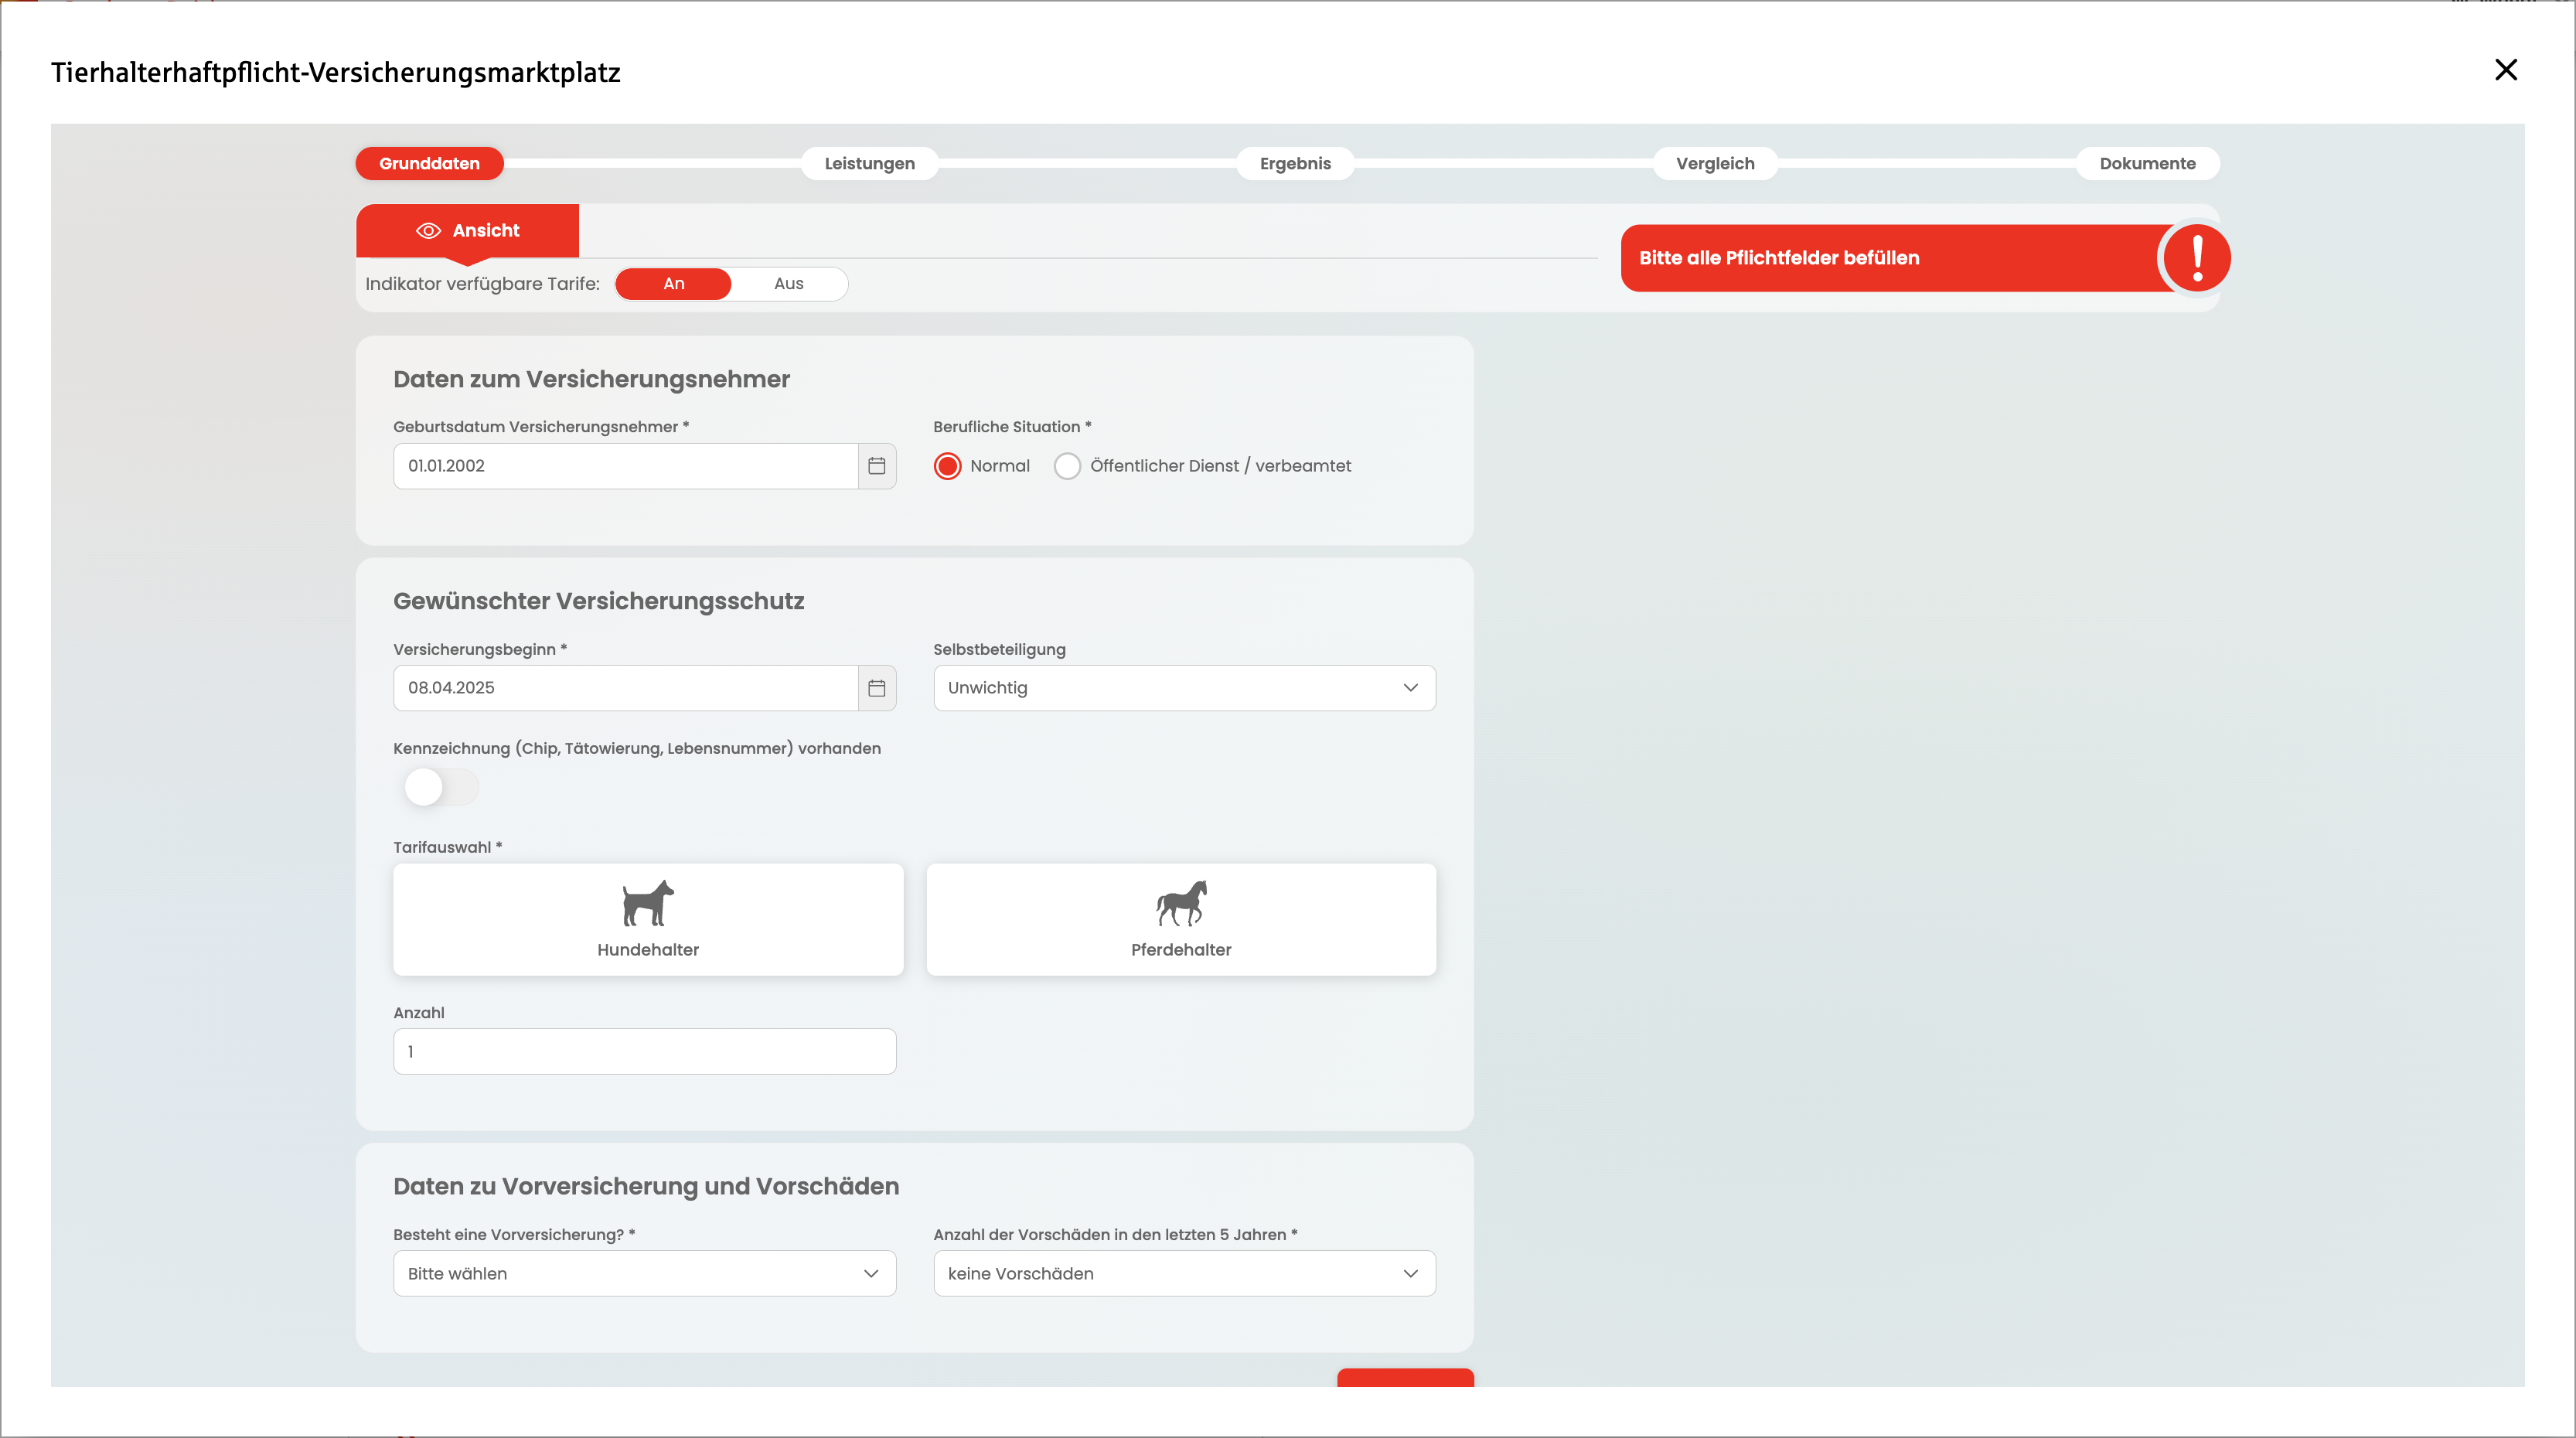 Tierhalterhaftpflicht-Versicherungsmarktplatz
Grunddaten
Leistungen
Ergebnis
Vergleich
Dokumente
Ansicht
Bitte alle Pflichtfelder befüllen
Indikator verfügbare Tarife:
An
Aus
Daten zum Versicherungsnehmer
Geburtsdatum Versicherungsnehmer *
Berufliche Situation *
01.01.2002
Normal
Öffentlicher Dienst / verbeamtet
Gewünschter Versicherungsschutz
Versicherungsbeginn *
Selbstbeteiligung
08.04.2025
Unwichtig
Kennzeichnung (Chip, Tätowierung, Lebensnummer) vorhanden
Tarifauswahl *
Hundehalter
Pferdehalter
Anzahl
1
Daten zu Vorversicherung und Vorschäden
Besteht eine Vorversicherung? *
Anzahl der Vorschäden in den letzten 5 Jahren *
Bitte wählen
keine Vorschäden